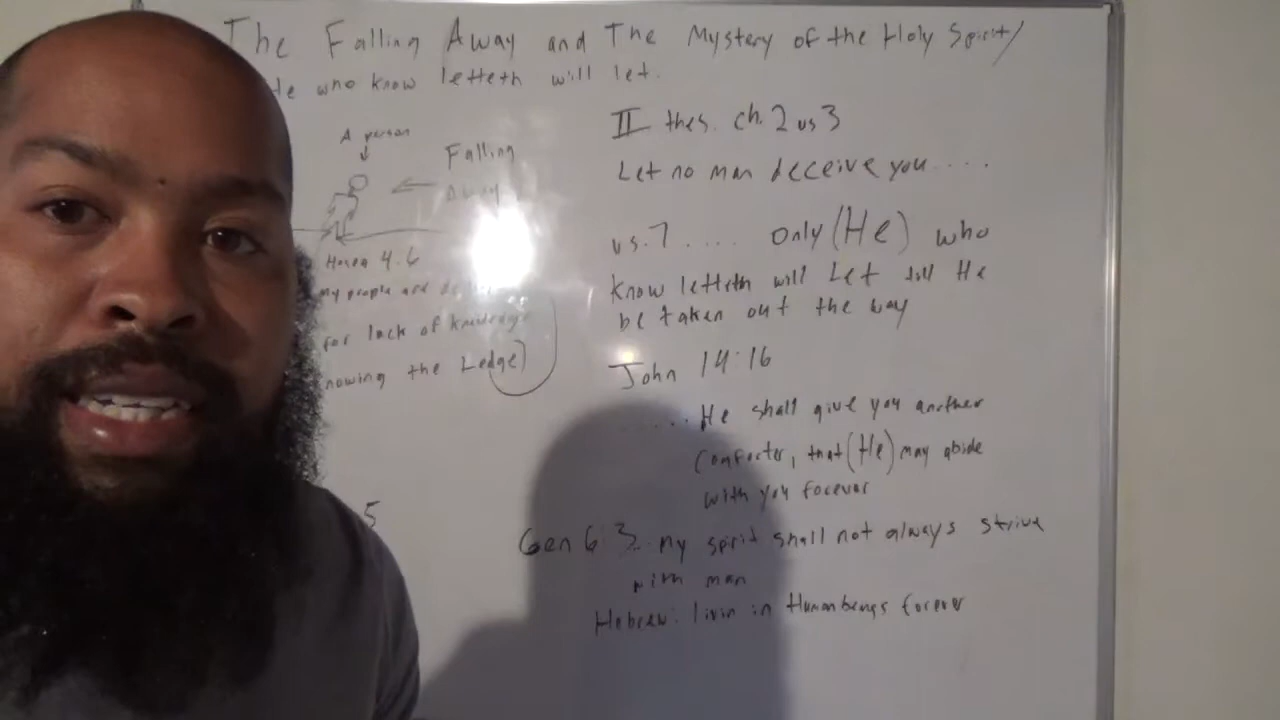 The Falling Away and The Mystery of the Holy Spirit/
He who know letteth will let.
A person
Falling
Away
Hosea 4.6
my people are
for lack of knowledge
nowing the Ledge)
5
II thes. ch. 2 vs 3
Let no man deceive you....
vs. 7 .... only (He) who
know letteth will Let till He
be taken out the way
John 14:16
....He shall give you another
Comforter, that (He) may abide
with you forever
Gen 6:3.. my spirit shall not always strive
with man
Hebrew: livin in Human beings forever